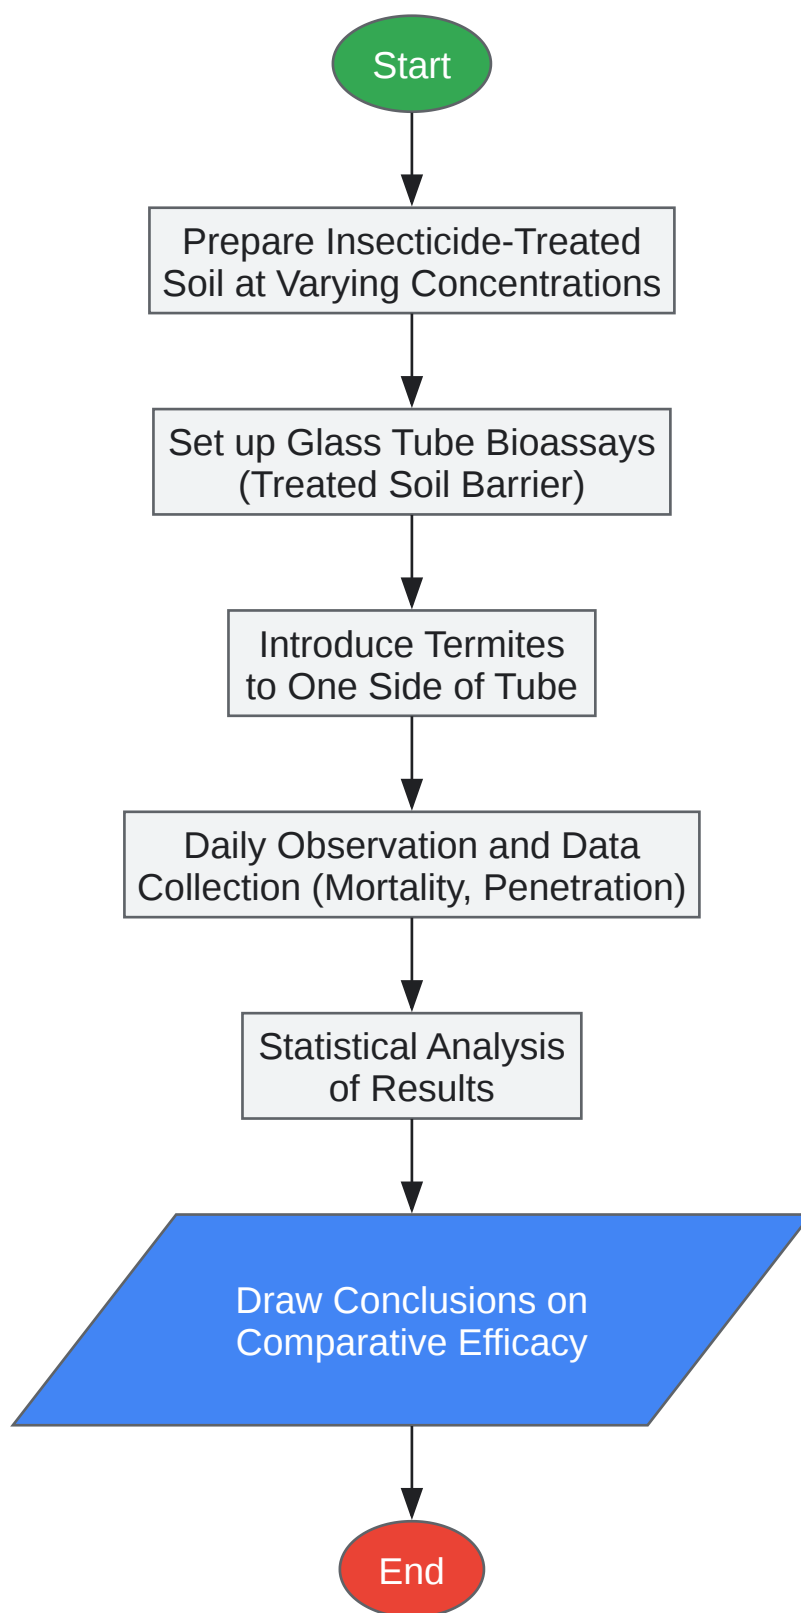 Start
Prepare Insecticide-Treated
Soil at Varying Concentrations
Set up Glass Tube Bioassays
(Treated Soil Barrier)
Introduce Termites
to One Side of Tube
Daily Observation and Data
Collection (Mortality, Penetration)
Statistical Analysis
of Results
Draw Conclusions on
Comparative Efficacy
End